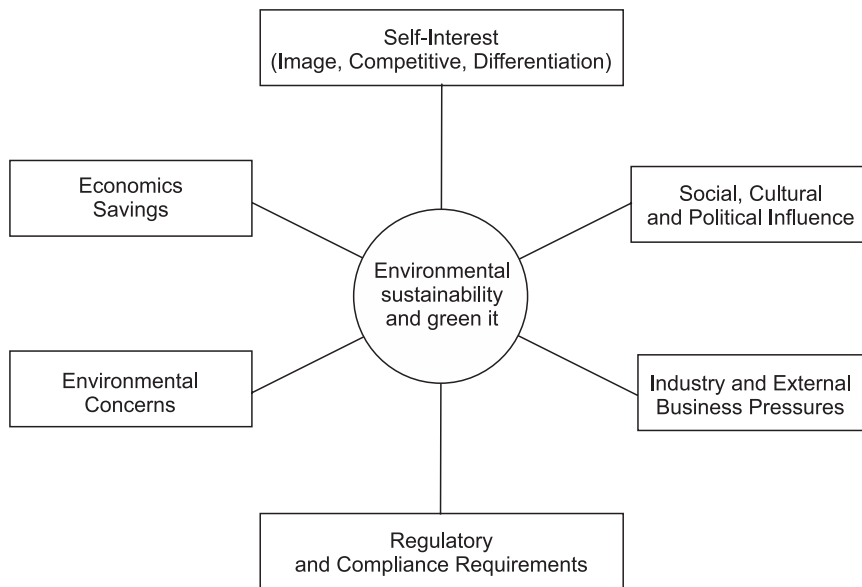 Self-Interest
(Image, Competitive, Differentiation)
Economics
Savings
Social, Cultural
and Political Influence
Environmental
sustainability
and green it
Environmental
Concerns
Industry and External
Business Pressures
Regulatory
and Compliance Requirements